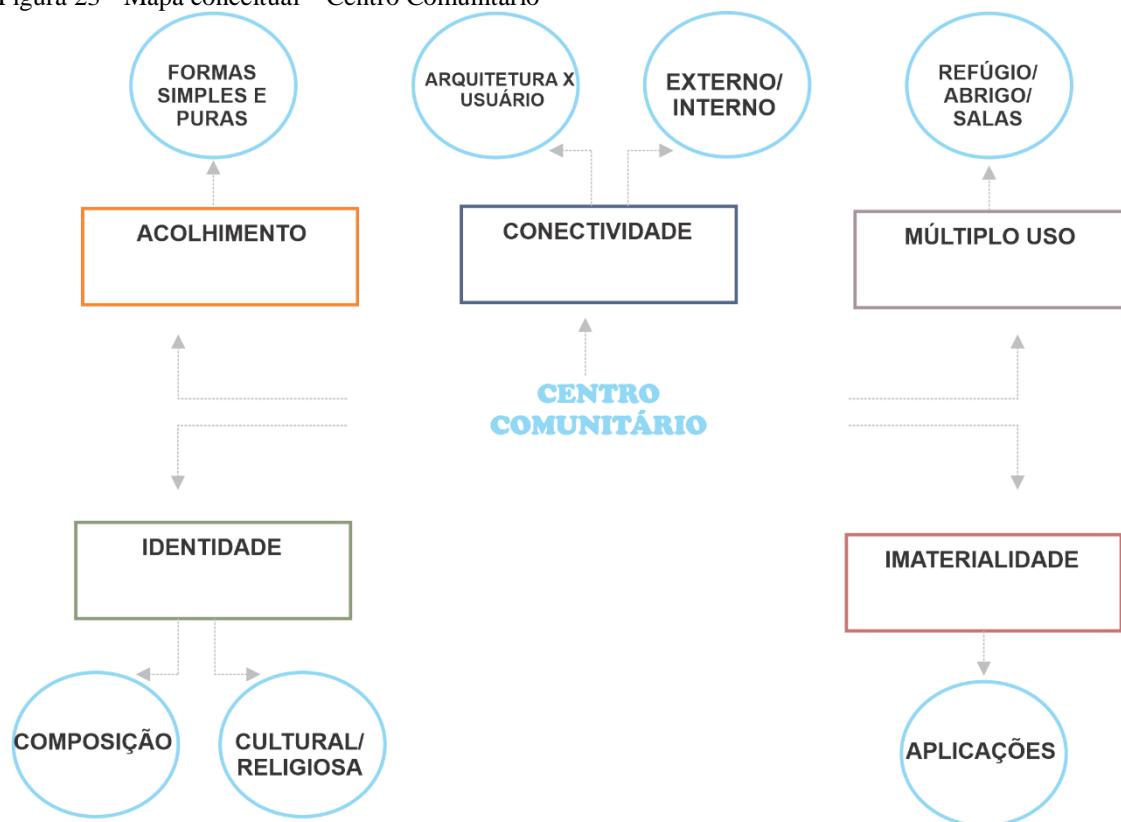 Figura 23 - Mapa conceitual – Centro Comunitário
FORMAS
SIMPLES E
PURAS
ARQUITETURA X
USUÁRIO
EXTERNO/
INTERNO
REFÚGIO/
ABRIGO/
SALAS
ACOLHIMENTO
CONECTIVIDADE
MÚLTIPLO USO
CENTRO
COMUNITÁRIO
IDENTIDADE
IMATERIALIDADE
COMPOSIÇÃO
CULTURAL/
RELIGIOSA
APLICAÇÕES